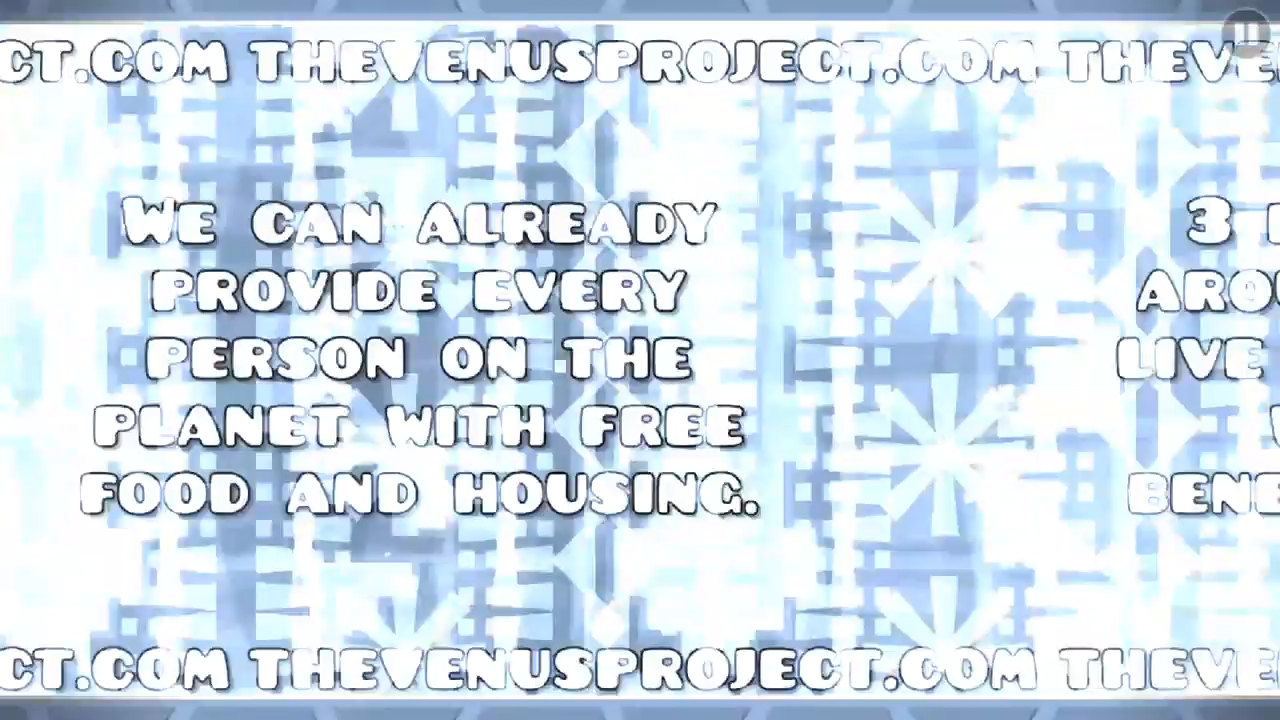 CT.COM THEVENUSPROJECT.COM THEVE
WE CAN ALREADY
PROVIDE EVERY
PERSON ON THE
PLANET WITH FREE
FOOD AND HOUSING.
3
AROU
LIVE
BENE
CT.COM THEVENUSPROJECT.COM THEVE